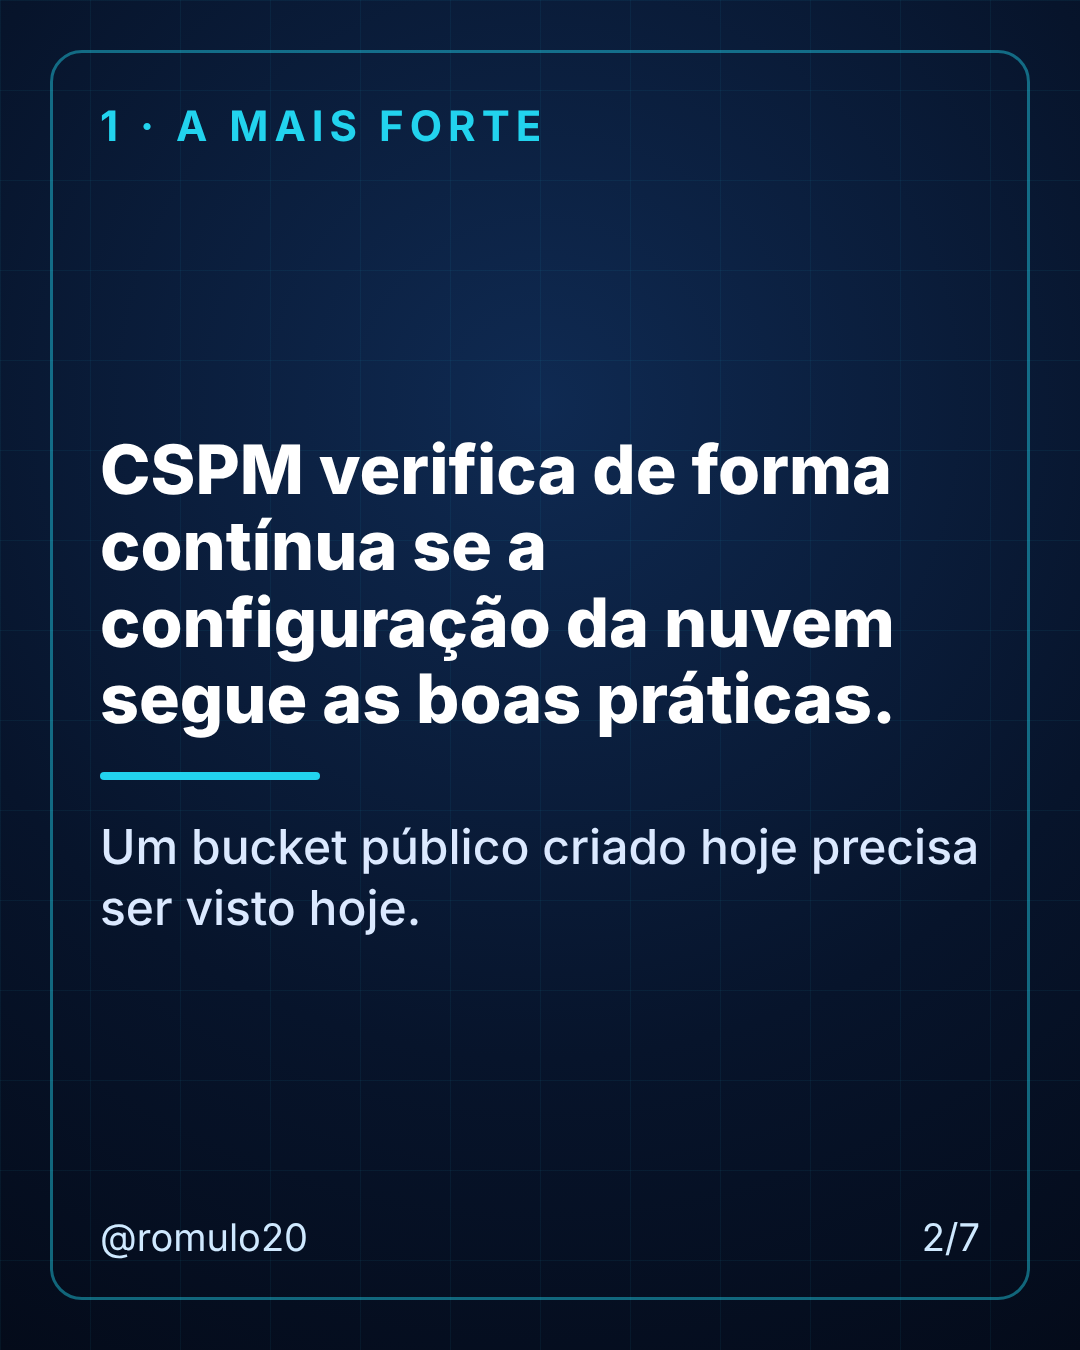 1 · A MAIS FORTE
CSPM verifica de forma
contínua se a
configuração da nuvem
segue as boas práticas.
Um bucket público criado hoje precisa
ser visto hoje.
@romulo20
2/7